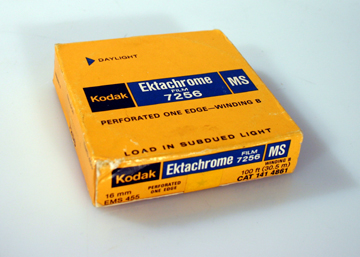 DAYLIGHT
Kodak Ektachrome FILM 7256 MS
PERFORATED ONE EDGE—WINDING B
LOAD IN SUBDUED LIGHT
Kodak Ektachrome FILM 7256 MS
16 mm PERFORATED ONE EDGE WINDING B
EMS 455 100 ft (30.5 m)
CAT 141 4861